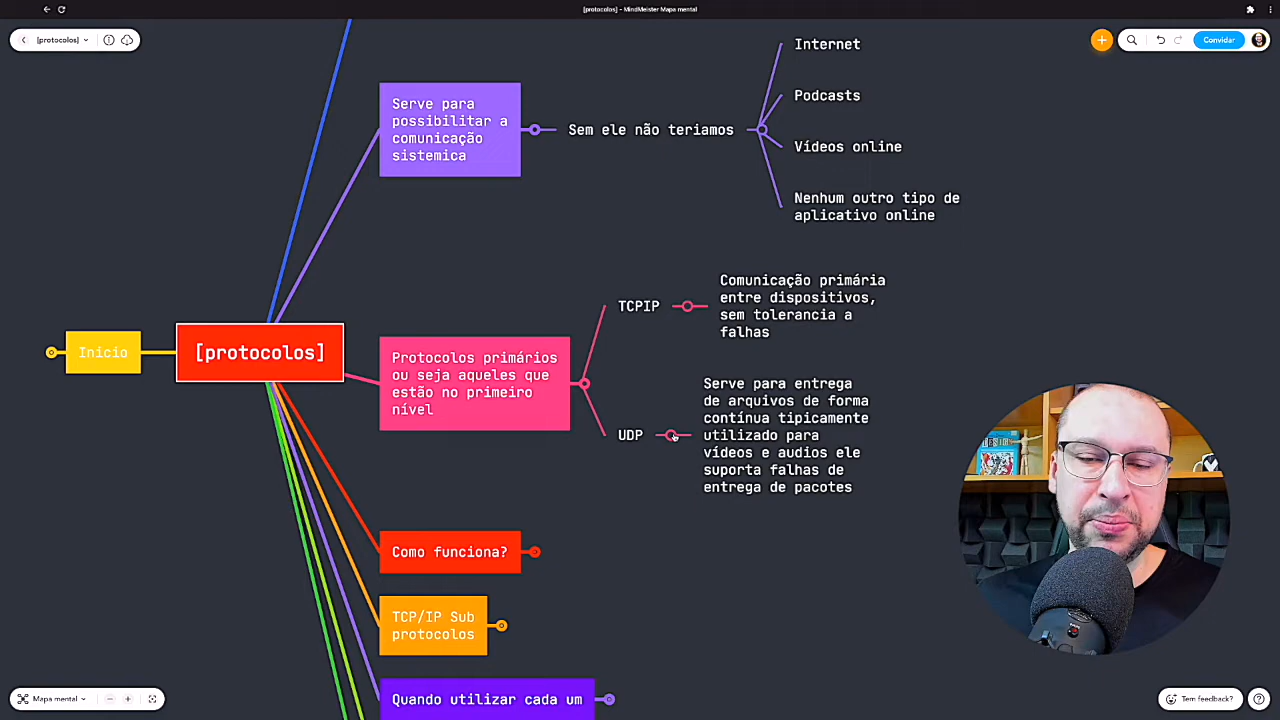 [protocolos] - MindMeister Mapa mental
[protocolos]
Convidar
Internet
Podcasts
Vídeos online
Nenhum outro tipo de
aplicativo online
Serve para
possibilitar a
comunicação
sistemica
Sem ele não teriamos
Inicio
[protocolos]
Protocolos primários
ou seja aqueles que
estão no primeiro
nível
TCPIP
Comunicação primária
entre dispositivos,
sem tolerancia a
falhas
UDP
Serve para entrega
de arquivos de forma
contínua tipicamente
utilizado para
vídeos e audios ele
suporta falhas de
entrega de pacotes
Como funciona?
TCP/IP Sub
protocolos
Quando utilizar cada um
Mapa mental
Tem feedback?